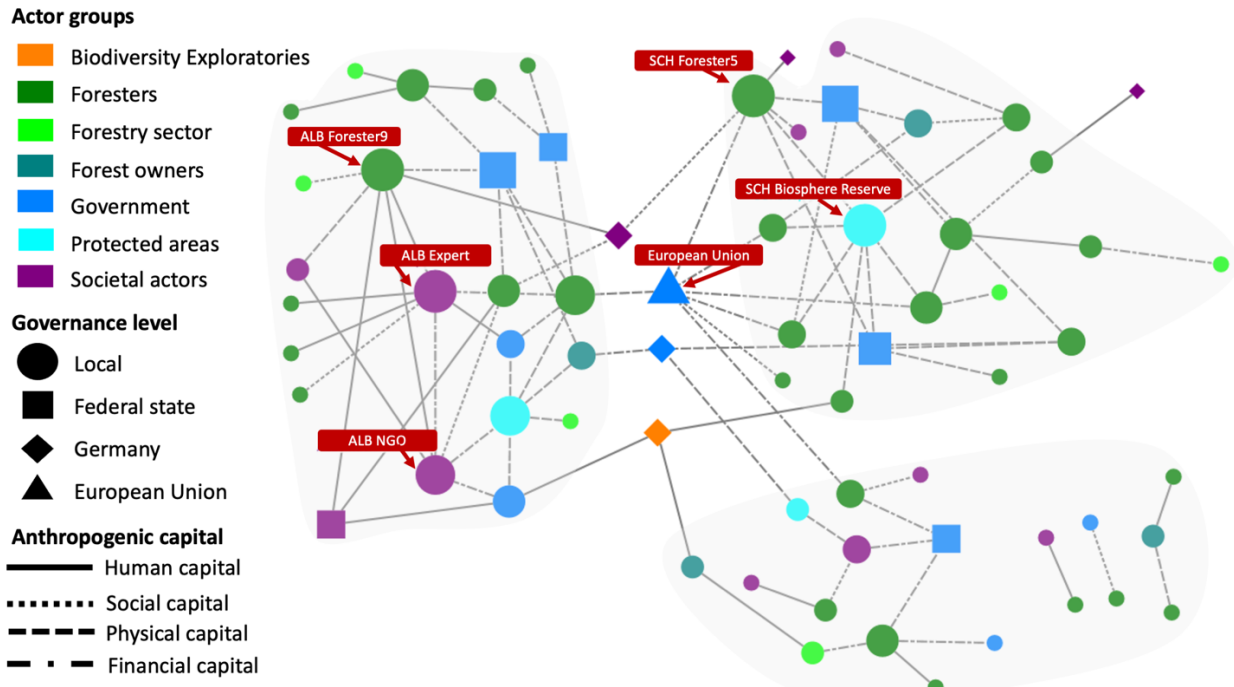 Actor groups
Biodiversity Exploratories
Foresters
Forestry sector
Forest owners
Government
Protected areas
Societal actors
Governance level
Local
Federal state
Germany
European Union
Anthropogenic capital
Human capital
Social capital
Physical capital
Financial capital
ALB Forester9
ALB Expert
ALB NGO
SCH Forester5
SCH Biosphere Reserve
European Union